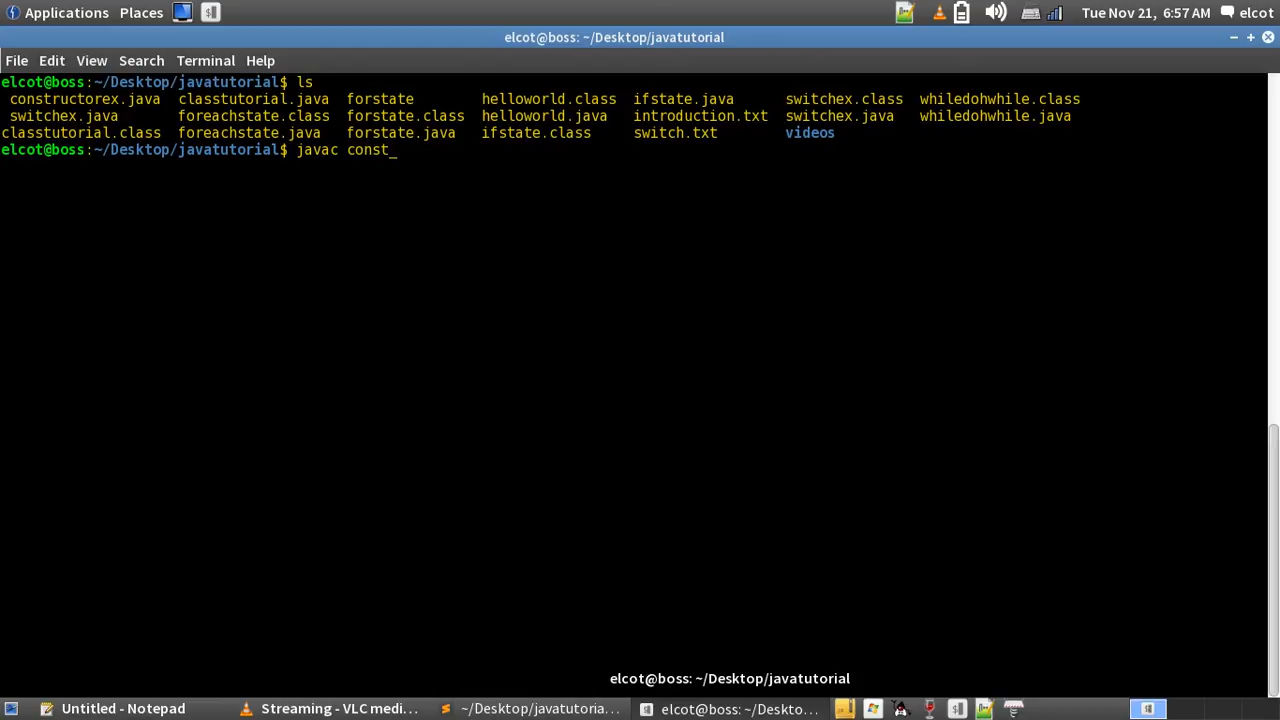 Applications Places Tue Nov 21, 6:57 AM elcot
elcot@boss: ~/Desktop/javatutorial
File Edit View Search Terminal Help
elcot@boss:~/Desktop/javatutorial$ ls
 constructorex.java  classtutorial.java  forstate        helloworld.class  ifstate.java      switchex.class  whiledohwhile.class
 switchex.java       foreachstate.class  forstate.class  helloworld.java   introduction.txt  switchex.java   whiledohwhile.java
classtutorial.class  foreachstate.java   forstate.java   ifstate.class     switch.txt        videos
elcot@boss:~/Desktop/javatutorial$ javac const_
elcot@boss: ~/Desktop/javatutorial
Untitled - Notepad Streaming - VLC medi... ~/Desktop/javatutoria... elcot@boss: ~/Deskto...